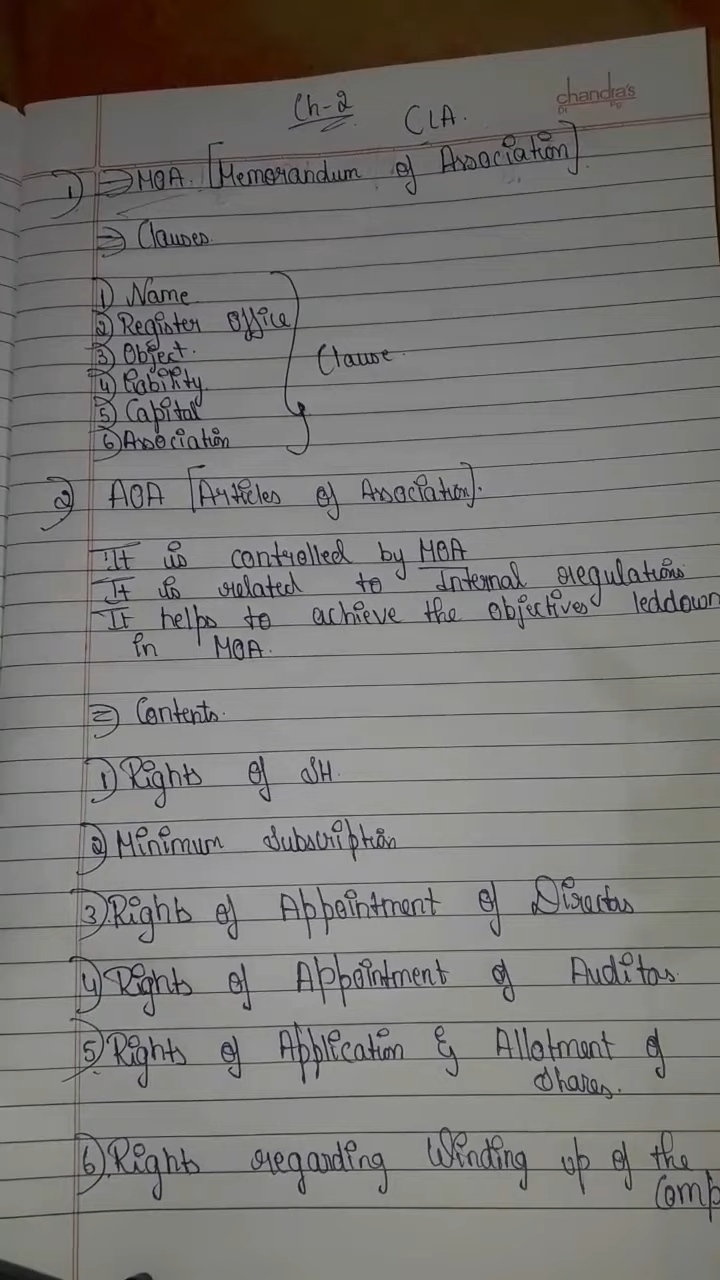 chandra's
Ch-2 CLA.
1) ⇒ MOA. [Memorandum of Association].
⇒ Clauses.
1) Name
2) Register Office
3) Object.
Clause.
4) Liability
5) Capital
6) Association
2) AOA [Articles of Association].
It is controlled by MOA
It is related to Internal regulations
It helps to achieve the objectives leddown
in MOA.
⇒ Contents.
1) Rights of SH.
2) Minimum Subscription
3) Rights of Appointment of Directors
4) Rights of Appointment of Auditors.
5) Rights of Application & Allotment of
Shares.
6) Rights regarding Winding up of the
Comp